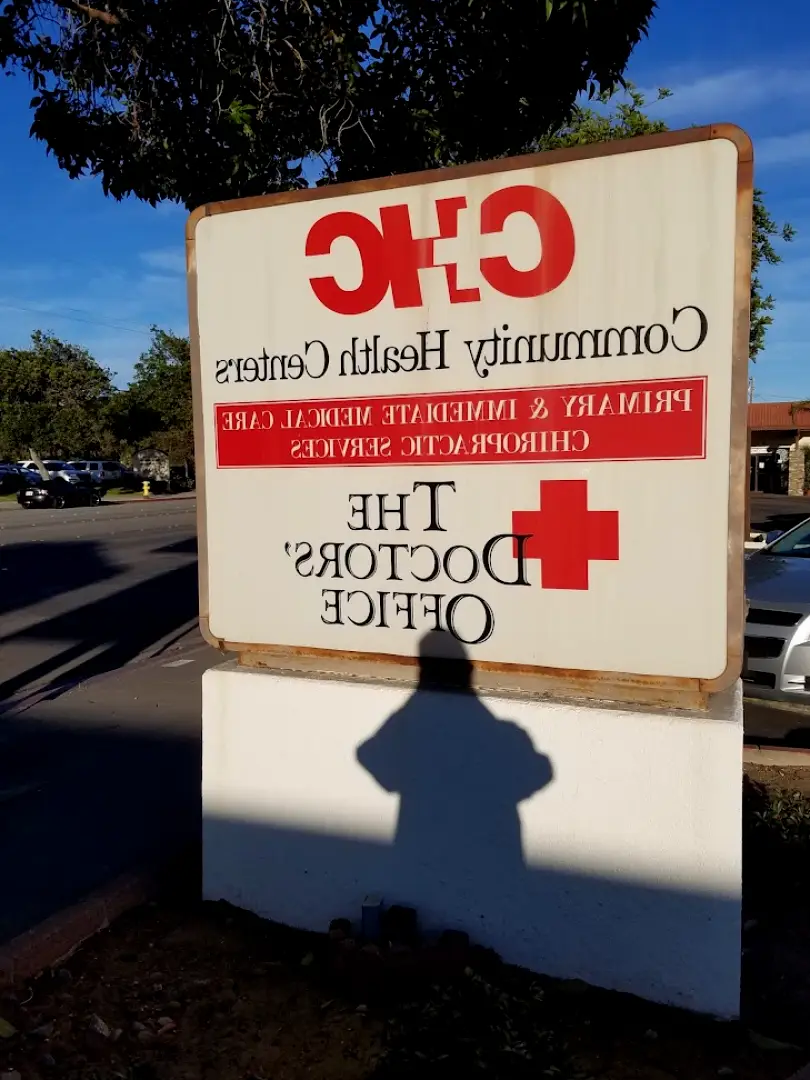 CHC
Community Health Centers
PRIMARY & IMMEDIATE MEDICAL CARE
CHIROPRACTIC SERVICES
THE
DOCTORS'
OFFICE